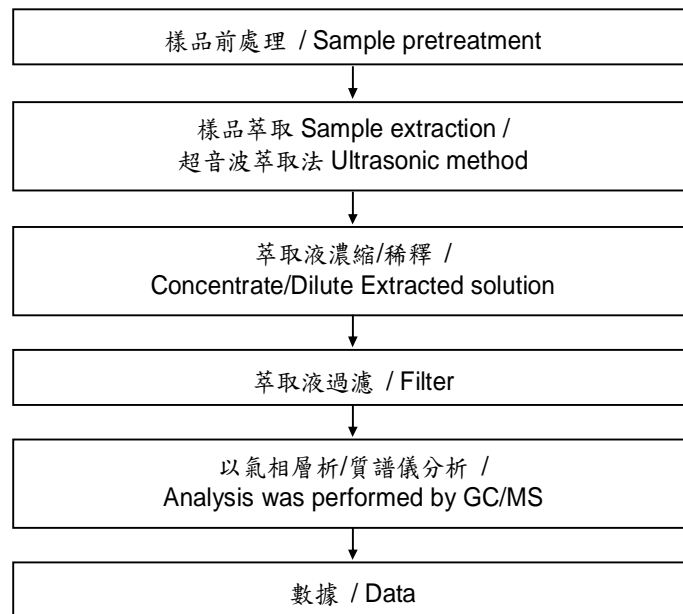 樣品前處理 / Sample pretreatment
樣品萃取 Sample extraction /
超音波萃取法 Ultrasonic method
萃取液濃縮/稀釋 /
Concentrate/Dilute Extracted solution
萃取液過濾 / Filter
以氣相層析/質譜儀分析 /
Analysis was performed by GC/MS
數據 / Data